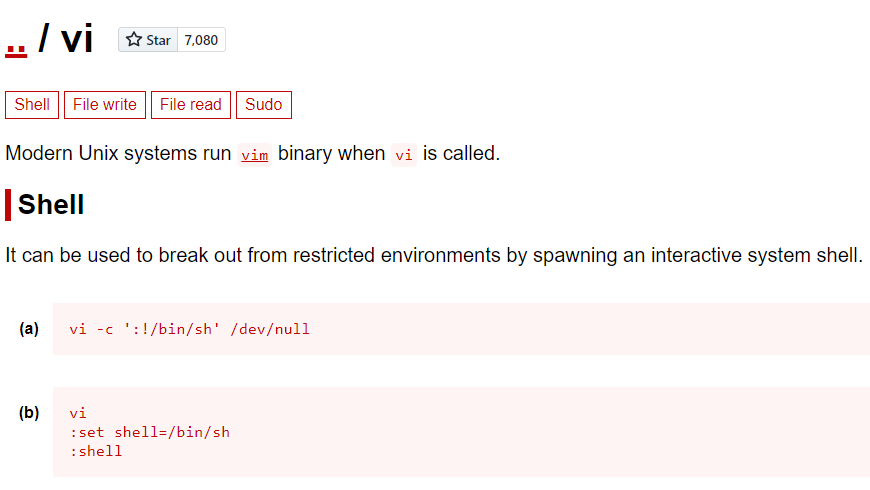 .. / vi Star 7,080
Shell File write File read Sudo
Modern Unix systems run vim binary when vi is called.
Shell
It can be used to break out from restricted environments by spawning an interactive system shell.
(a) vi -c ':!/bin/sh' /dev/null
(b) vi
:set shell=/bin/sh
:shell